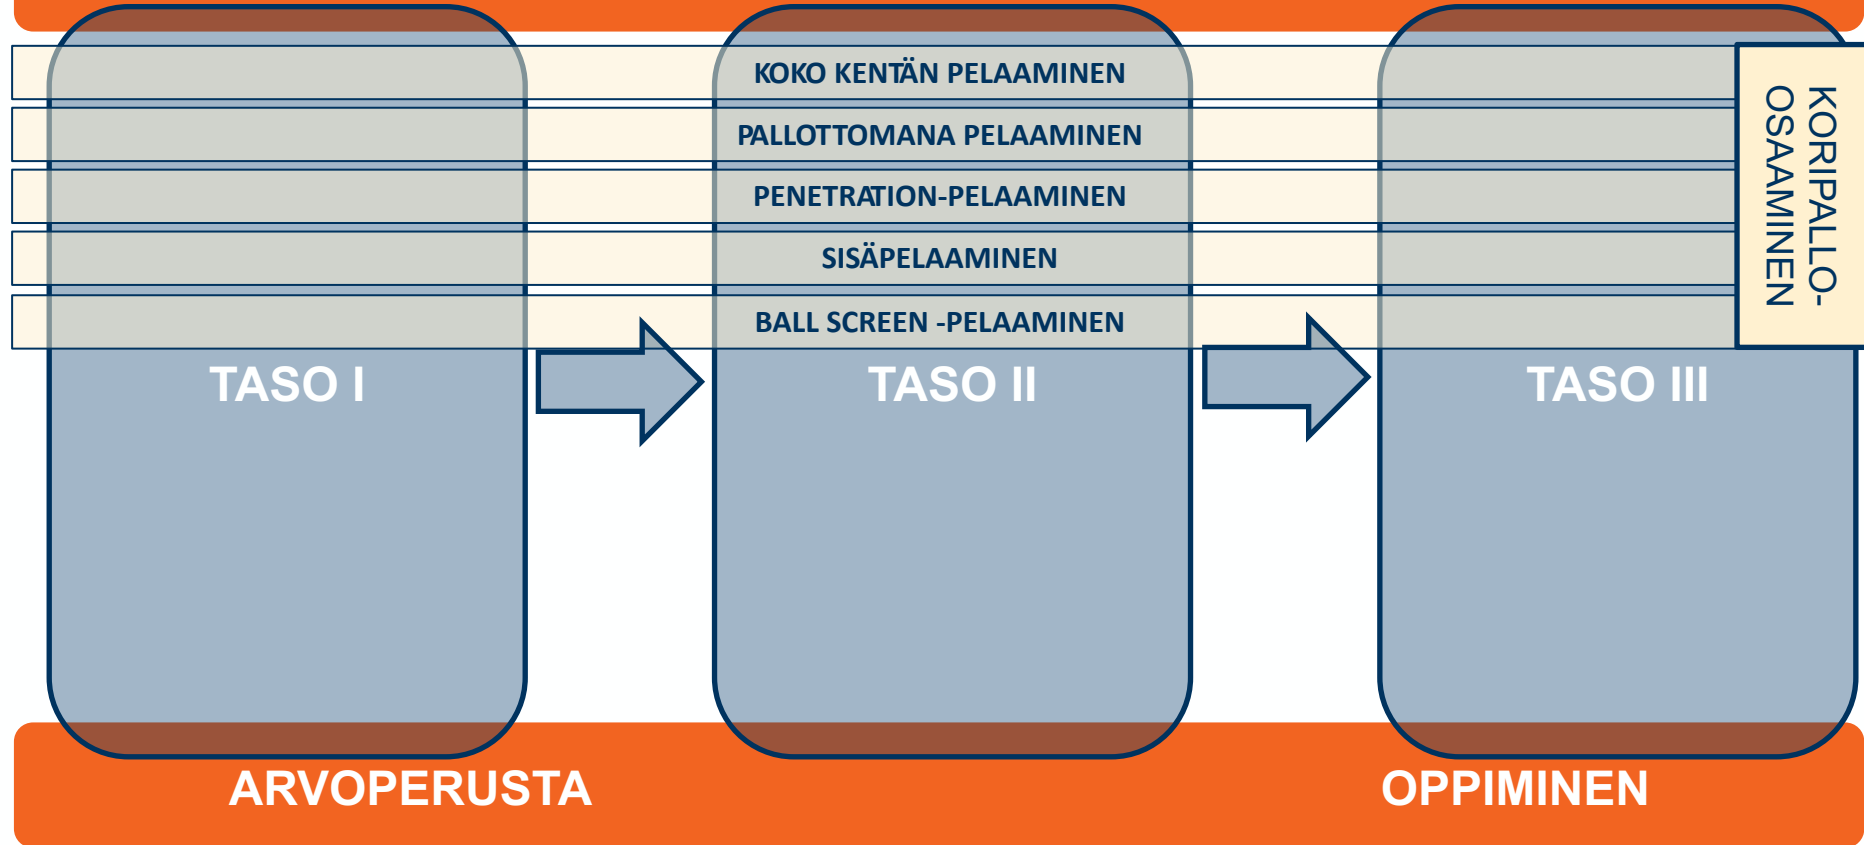 KOKO KENTÄN PELAAMINEN
PALLOTTOMANA PELAAMINEN
PENETRATION-PELAAMINEN
SISÄPELAAMINEN
BALL SCREEN -PELAAMINEN
KORIPALLO-
OSAAMINEN
TASO I
TASO II
TASO III
ARVOPERUSTA
OPPIMINEN